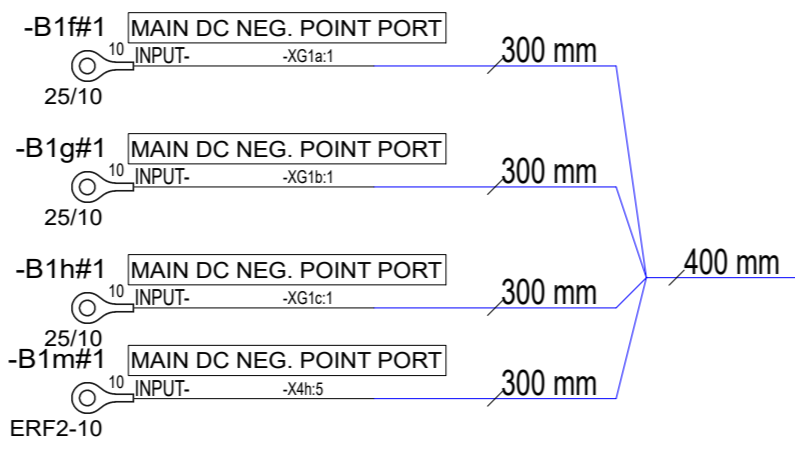 -B1f#1 MAIN DC NEG. POINT PORT
10 INPUT- -XG1a:1 300 mm
25/10
-B1g#1 MAIN DC NEG. POINT PORT
10 INPUT- -XG1b:1 300 mm
25/10
-B1h#1 MAIN DC NEG. POINT PORT 400 mm
10 INPUT- -XG1c:1 300 mm
25/10
-B1m#1 MAIN DC NEG. POINT PORT
10 INPUT- -X4h:5 300 mm
ERF2-10